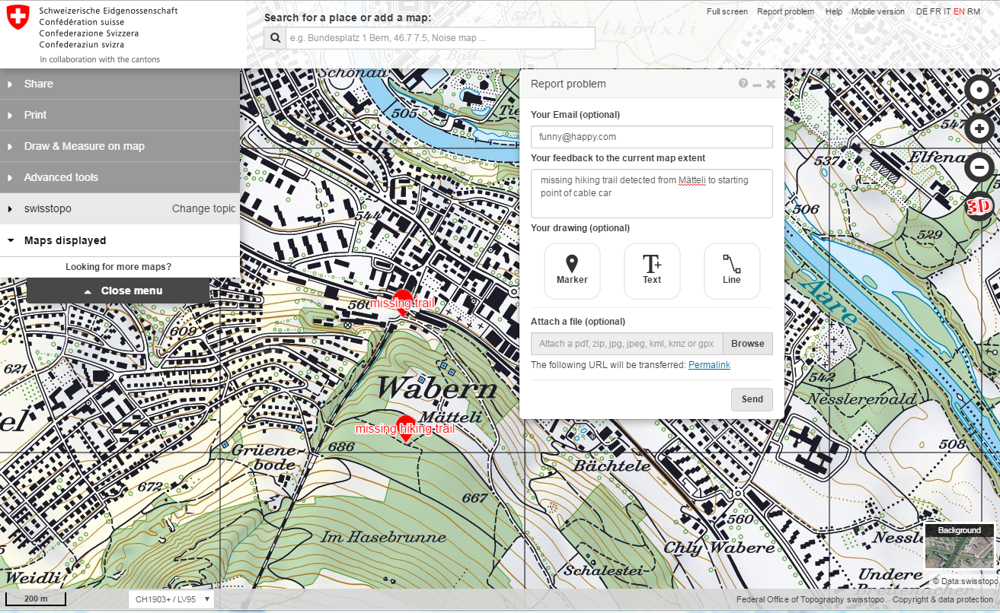 Schweizerische Eidgenossenschaft
Confédération suisse
Confederazione Svizzera
Confederaziun svizra
In collaboration with the cantons
Search for a place or add a map:
e.g. Bundesplatz 1 Bern, 46.7 7.5, Noise map ...
Full screen Report problem Help Mobile version DE FR IT EN RM
Share
Print
Draw & Measure on map
Advanced tools
swisstopo Change topic
Maps displayed
Looking for more maps?
Close menu
Report problem
Your Email (optional)
funny@happy.com
Your feedback to the current map extent
missing hiking trail detected from Mätteli to starting
point of cable car
Your drawing (optional)
Marker Text Line
Attach a file (optional)
Attach a pdf, zip, jpg, jpeg, kml, kmz or gpx Browse
The following URL will be transferred: Permalink
Send
3D
527
Schönau
505
547
537
Elfenau
506
544
529
missing trail
609
Aare
621
Wabern
542
Nesslerewald
Mätteli
missing hiking trail
686
508
Grüene-
bode
Bächtele
672
667
560
Im Hasebrunne
Chly Wabere
Schalestei-
Weidli
Undere
Breitenacher
Background
© Data:swisstopo
200 m
CH1903+ / LV95
Federal Office of Topography swisstopo Copyright & data protection